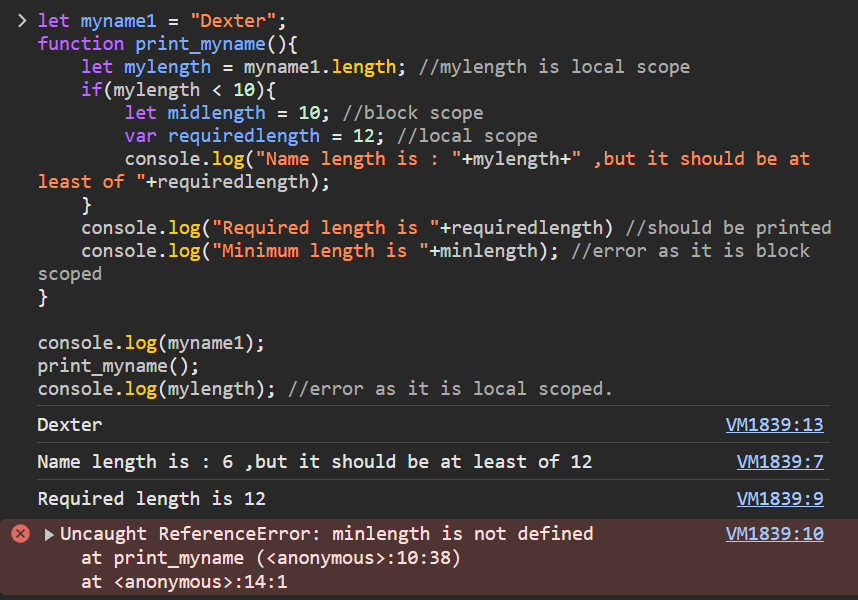 let myname1 = "Dexter";
function print_myname(){
    let mylength = myname1.length; //mylength is local scope
    if(mylength < 10){
        let midlength = 10; //block scope
        var requiredlength = 12; //local scope
        console.log("Name length is : "+mylength+" ,but it should be at
least of "+requiredlength);
    }
    console.log("Required length is "+requiredlength) //should be printed
    console.log("Minimum length is "+minlength); //error as it is block
scoped
}
console.log(myname1);
print_myname();
console.log(mylength); //error as it is local scoped.
Dexter VM1839:13
Name length is : 6 ,but it should be at least of 12 VM1839:7
Required length is 12 VM1839:9
Uncaught ReferenceError: minlength is not defined VM1839:10
    at print_myname (<anonymous>:10:38)
    at <anonymous>:14:1